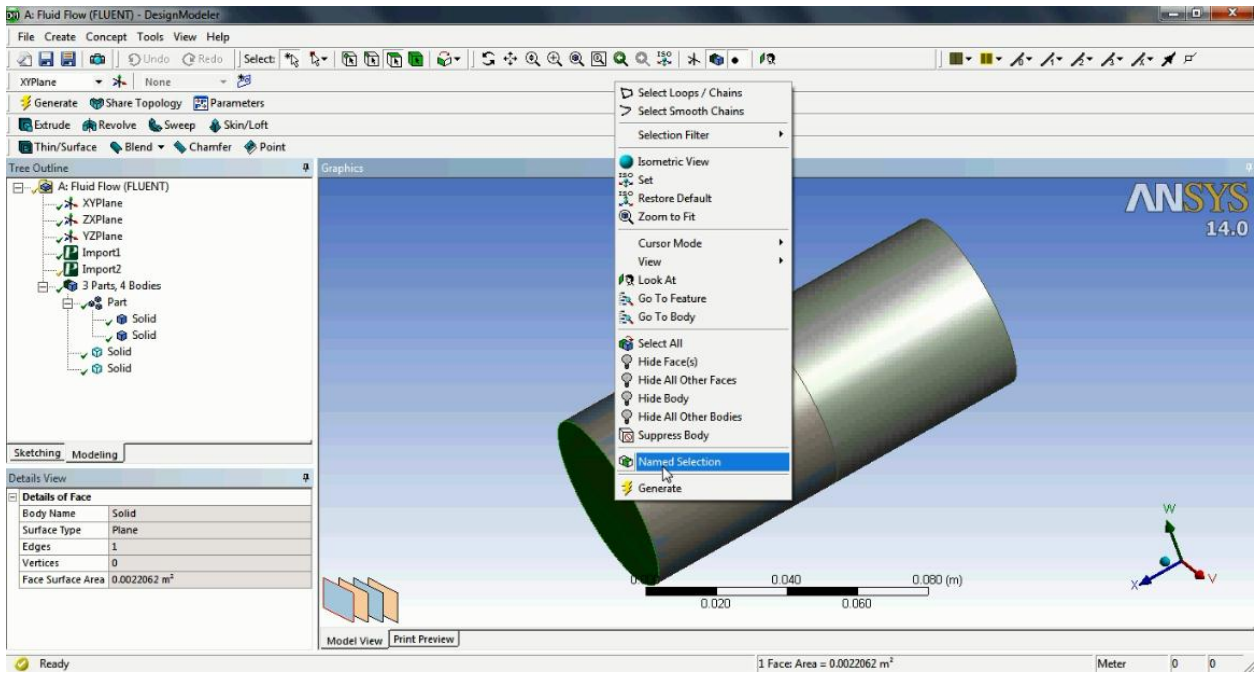 A: Fluid Flow (FLUENT) - DesignModeler
File Create Concept Tools View Help
Undo Redo Select:
XYPlane None
Generate Share Topology Parameters
Extrude Revolve Sweep Skin/Loft
Thin/Surface Blend Chamfer Point
Tree Outline
A: Fluid Flow (FLUENT)
XYPlane
ZXPlane
YZPlane
Import1
Import2
3 Parts, 4 Bodies
Part
Solid
Solid
Solid
Solid
Sketching Modeling
Details View
Details of Face
Body Name Solid
Surface Type Plane
Edges 1
Vertices 0
Face Surface Area 0.0022062 m²
Graphics
ANSYS
14.0
Select Loops / Chains
Select Smooth Chains
Selection Filter
Isometric View
ISO Set
ISO Restore Default
Zoom to Fit
Cursor Mode
View
Look At
Go To Feature
Go To Body
Select All
Hide Face(s)
Hide All Other Faces
Hide Body
Hide All Other Bodies
Suppress Body
Named Selection
Generate
W
X V
0.040 0.080 (m)
0.020 0.060
Model View Print Preview
Ready 1 Face: Area = 0.0022062 m² Meter 0 0